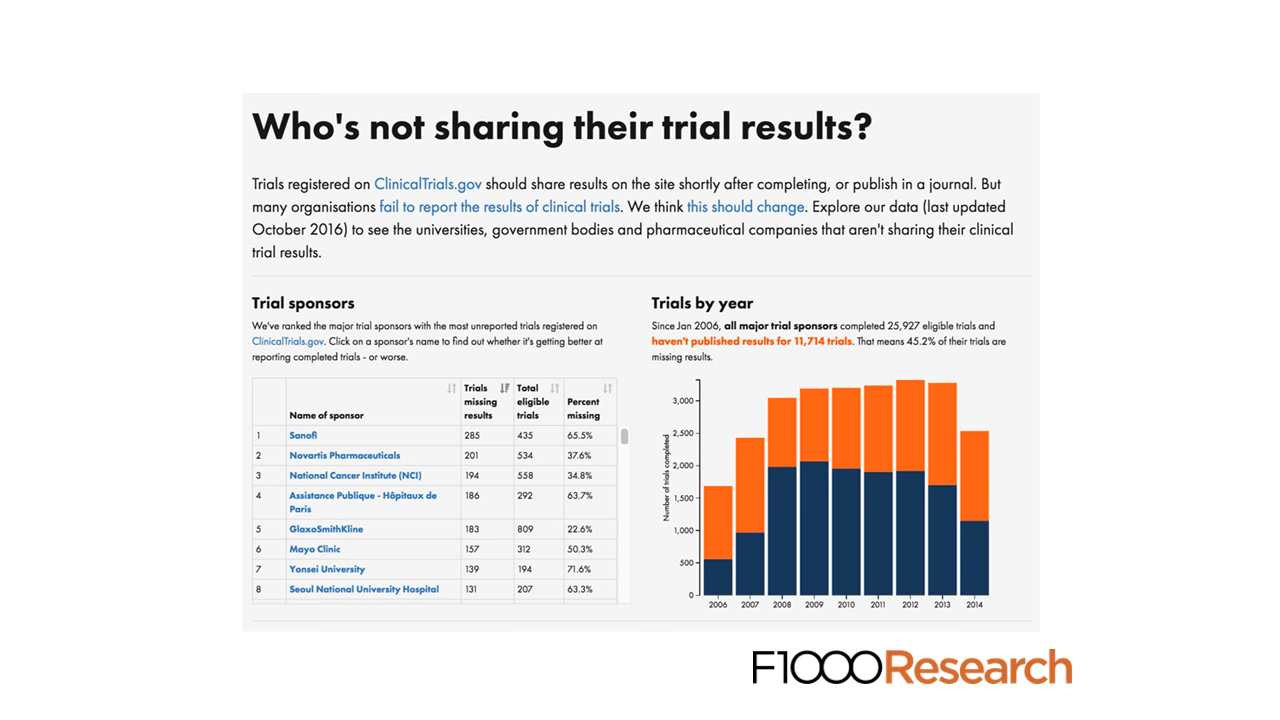 Who's not sharing their trial results?
Trials registered on ClinicalTrials.gov should share results on the site shortly after completing, or publish in a journal. But
many organisations fail to report the results of clinical trials. We think this should change. Explore our data (last updated
October 2016) to see the universities, government bodies and pharmaceutical companies that aren't sharing their clinical
trial results.
Trial sponsors
We've ranked the major trial sponsors with the most unreported trials registered on
ClinicalTrials.gov. Click on a sponsor's name to find out whether it's getting better at
reporting completed trials - or worse.
Name of sponsor
Trials
missing
results
Total
eligible
trials
Percent
missing
1 Sanofi 285 435 65.5%
2 Novartis Pharmaceuticals 201 534 37.6%
3 National Cancer Institute (NCI) 194 558 34.8%
4 Assistance Publique - Hôpitaux de 186 292 63.7%
Paris
5 GlaxoSmithKline 183 809 22.6%
6 Mayo Clinic 157 312 50.3%
7 Yonsei University 139 194 71.6%
8 Seoul National University Hospital 131 207 63.3%
Trials by year
Since Jan 2006, all major trial sponsors completed 25,927 eligible trials and
haven't published results for 11,714 trials. That means 45.2% of their trials are
missing results.
Number of trials completed
3,000
2,500
2,000
1,500
1,000
500
0
2006 2007 2008 2009 2010 2011 2012 2013 2014
F1000Research